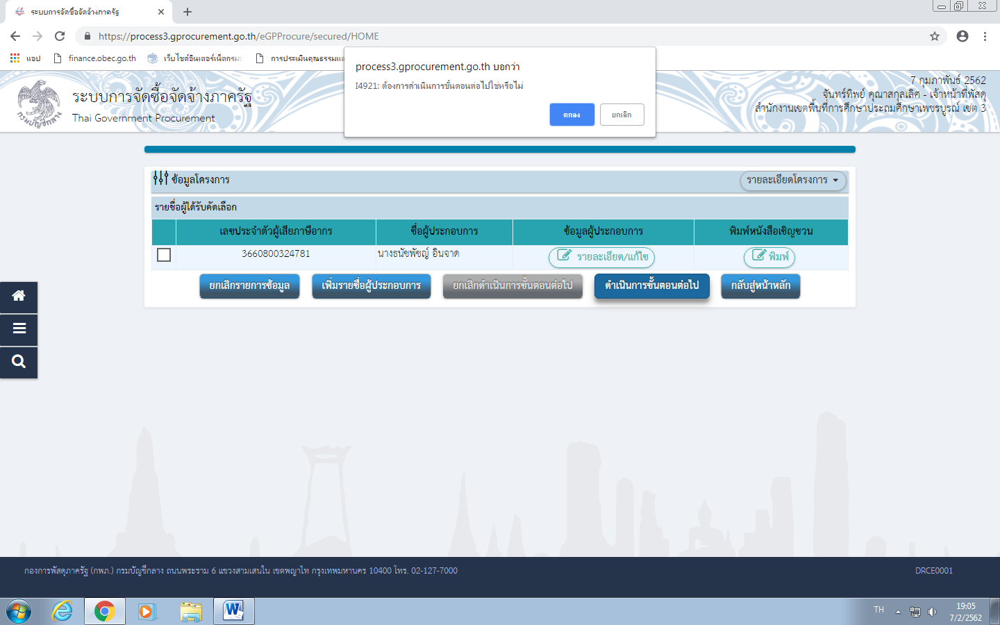 ระบบการจัดซื้อจัดจ้างภาครัฐ
https://process3.gprocurement.go.th/eGPProcure/secured/HOME
แอป
finance.obec.go.th
เว็บไซต์อินเตอร์เน็ตกรม
การประเมินคุณธรรมและ
process3.gprocurement.go.th บอกว่า
I4921: ต้องการดำเนินการขั้นตอนต่อไปใช่หรือไม่
ตกลง
ยกเลิก
ระบบการจัดซื้อจัดจ้างภาครัฐ
Thai Government Procurement
กรมบัญชีกลาง
7 กุมภาพันธ์ 2562
จันทร์ทิพย์ คุณาสกุลเลิศ - เจ้าหน้าที่พัสดุ
สำนักงานเขตพื้นที่การศึกษาประถมศึกษาเพชรบูรณ์ เขต 3
ข้อมูลโครงการ
รายละเอียดโครงการ
รายชื่อผู้ได้รับคัดเลือก
เลขประจำตัวผู้เสียภาษีอากร ชื่อผู้ประกอบการ ข้อมูลผู้ประกอบการ พิมพ์หนังสือเชิญชวน
3660800324781 นางธนัชพัชญ์ อินจาด รายละเอียด/แก้ไข พิมพ์
ยกเลิกรายการข้อมูล เพิ่มรายชื่อผู้ประกอบการ ยกเลิกดำเนินการขั้นตอนต่อไป ดำเนินการขั้นตอนต่อไป กลับสู่หน้าหลัก
กองการพัสดุภาครัฐ (กพภ.) กรมบัญชีกลาง ถนนพระราม 6 แขวงสามเสนใน เขตพญาไท กรุงเทพมหานคร 10400 โทร. 02-127-7000
DRCE0001
TH
19:05
7/2/2562